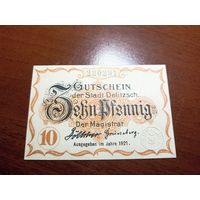 GUTSCHEIN
der Stadt Delitzsch
Zehn Pfennig
Der Magistrat
10
Ausgegeben im Jahre 1921.